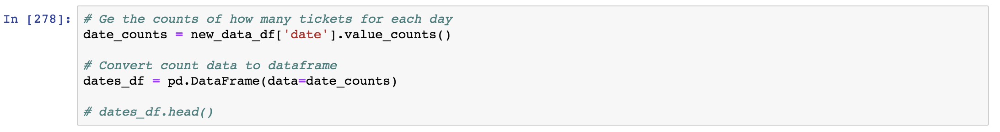 In [278]: # Ge the counts of how many tickets for each day
date_counts = new_data_df['date'].value_counts()
# Convert count data to dataframe
dates_df = pd.DataFrame(data=date_counts)
# dates_df.head()